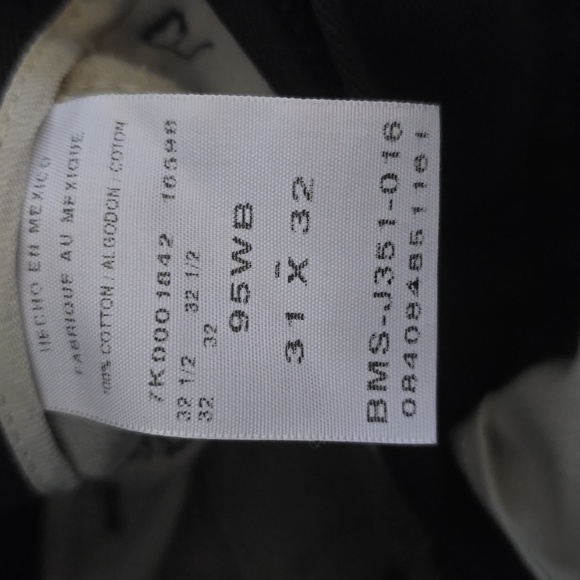 HECHO EN MEXICO
FABRIQUE AU MEXIQUE
100% COTTON / ALGODON / COTON
7K0001842 16598
32 1/2 32 1/2
32 32
95WB
31 X 32
BMS-J351-016